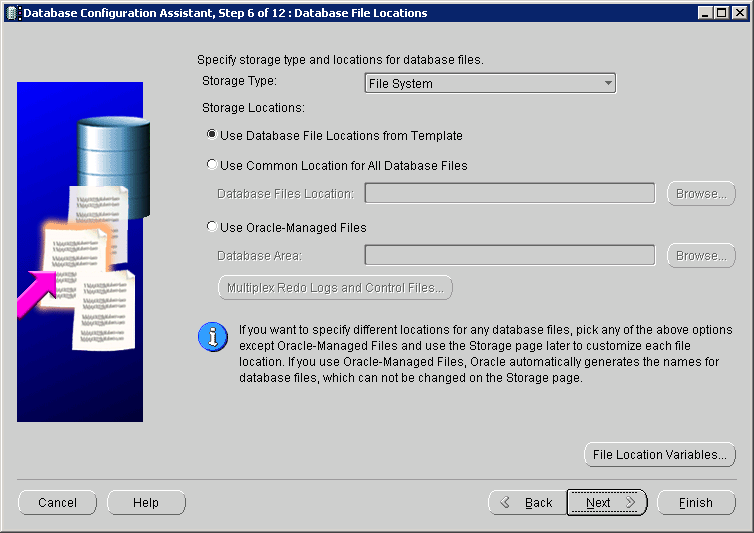 Database Configuration Assistant, Step 6 of 12 : Database File Locations
Specify storage type and locations for database files.
Storage Type: File System
Storage Locations:
Use Database File Locations from Template
Use Common Location for All Database Files
Database Files Location: Browse...
Use Oracle-Managed Files
Database Area: Browse...
Multiplex Redo Logs and Control Files...
If you want to specify different locations for any database files, pick any of the above options
except Oracle-Managed Files and use the Storage page later to customize each file
location. If you use Oracle-Managed Files, Oracle automatically generates the names for
database files, which can not be changed on the Storage page.
File Location Variables...
Cancel Help Back Next Finish